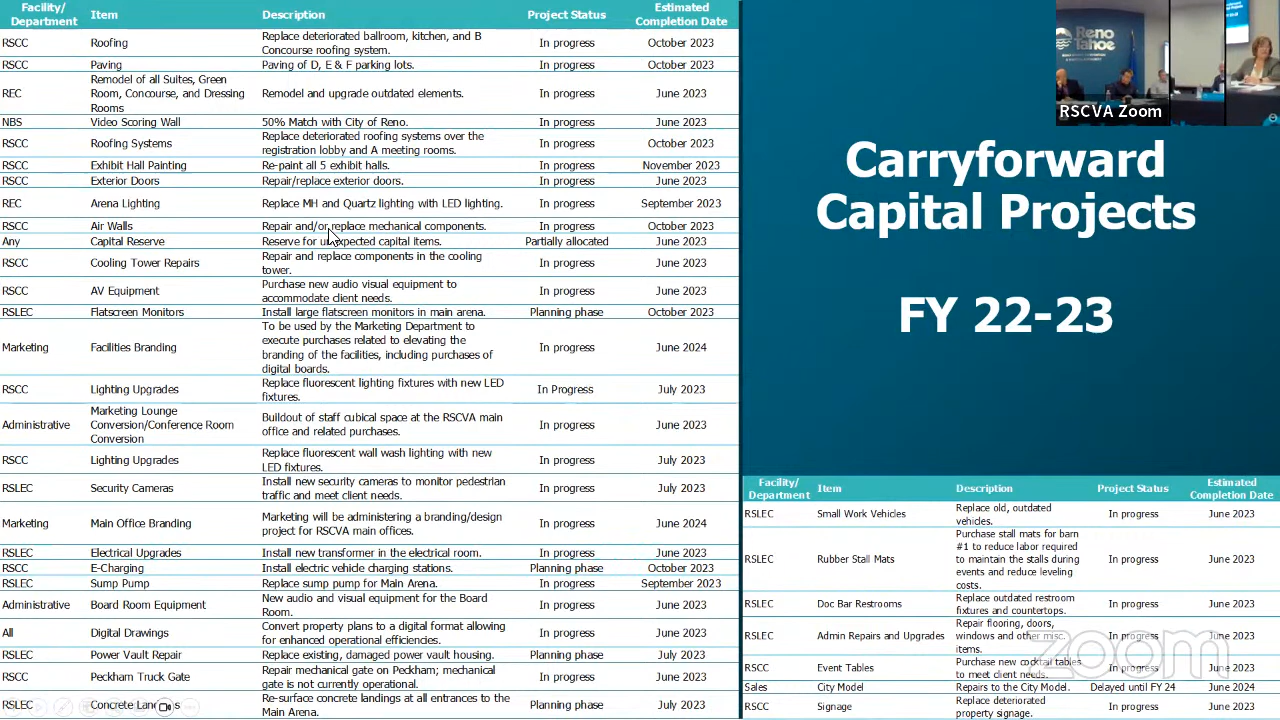 Facility/ Department Item Description Project Status Estimated Completion Date
RSCC Roofing Replace deteriorated ballroom, kitchen, and B Concourse roofing system. In progress October 2023
RSCC Paving Paving of D, E & F parking lots. In progress October 2023
REC Remodel of all Suites, Green Room, Concourse, and Dressing Rooms Remodel and upgrade outdated elements. In progress June 2023
NBS Video Scoring Wall 50% Match with City of Reno. In progress June 2023
RSCC Roofing Systems Replace deteriorated roofing systems over the registration lobby and A meeting rooms. In progress October 2023
RSCC Exhibit Hall Painting Re-paint all 5 exhibit halls. In progress November 2023
RSCC Exterior Doors Repair/replace exterior doors. In progress June 2023
REC Arena Lighting Replace MH and Quartz lighting with LED lighting. In progress September 2023
RSCC Air Walls Repair and/or replace mechanical components. In progress October 2023
Any Capital Reserve Reserve for unexpected capital items. Partially allocated June 2023
RSCC Cooling Tower Repairs Repair and replace components in the cooling tower. In progress June 2023
RSCC AV Equipment Purchase new audio visual equipment to accommodate client needs. In progress June 2023
RSLEC Flatscreen Monitors Install large flatscreen monitors in main arena. Planning phase October 2023
Marketing Facilities Branding To be used by the Marketing Department to execute purchases related to elevating the branding of the facilities, including purchases of digital boards. In progress June 2024
RSCC Lighting Upgrades Replace fluorescent lighting fixtures with new LED fixtures. In Progress July 2023
Administrative Marketing Lounge Conversion/Conference Room Conversion Buildout of staff cubical space at the RSCVA main office and related purchases. In progress June 2023
RSCC Lighting Upgrades Replace fluorescent wall wash lighting with new LED fixtures. In progress July 2023
RSLEC Security Cameras Install new security cameras to monitor pedestrian traffic and meet client needs. In progress July 2023
Marketing Main Office Branding Marketing will be administering a branding/design project for RSCVA main offices. In progress June 2024
RSLEC Electrical Upgrades Install new transformer in the electrical room. In progress June 2023
RSCC E-Charging Install electric vehicle charging stations. Planning phase October 2023
RSLEC Sump Pump Replace sump pump for Main Arena. In progress September 2023
Administrative Board Room Equipment New audio and visual equipment for the Board Room. In progress June 2023
All Digital Drawings Convert property plans to a digital format allowing for enhanced operational efficiencies. In progress June 2023
RSLEC Power Vault Repair Replace existing, damaged power vault housing. Planning phase July 2023
RSCC Peckham Truck Gate Repair mechanical gate on Peckham; mechanical gate is not currently operational. In progress June 2023
RSLEC Concrete Re-surface concrete landings at all entrances to the Main Arena. Planning phase July 2023
Reno Tahoe
RSCVA Zoom
Carryforward
Capital Projects
FY 22-23
Facility/ Department Item Description Project Status Estimated Completion Date
RSLEC Small Work Vehicles Replace old, outdated vehicles. In progress June 2023
RSLEC Rubber Stall Mats Purchase stall mats for barn #1 to reduce labor required to maintain the stalls during events and reduce leveling costs. In progress June 2023
RSLEC Doc Bar Restrooms Replace outdated restroom fixtures and countertops. In progress June 2023
RSLEC Admin Repairs and Upgrades Repair flooring, doors, windows and other misc. items. In progress June 2023
RSCC Event Tables Purchase new cocktail tables to meet client needs. In progress June 2023
Sales City Model Repairs to the City Model. Delayed until FY 24 June 2024
RSCC Signage Replace deteriorated property signage. In progress June 2023
zoom